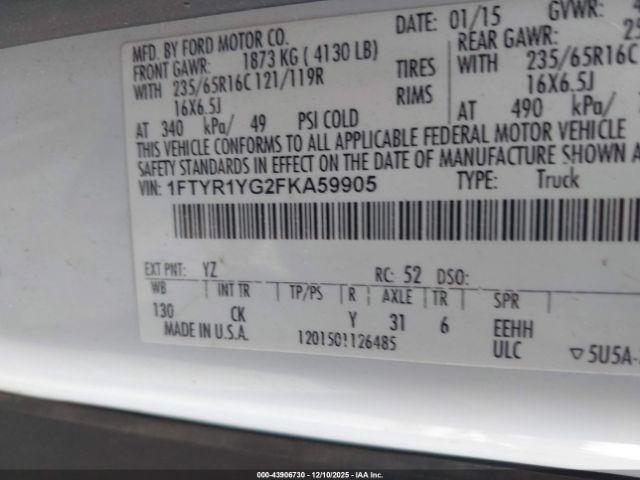 MFD. BY FORD MOTOR CO. DATE: 01/15 GVWR:
FRONT GAWR: 1873 KG ( 4130 LB) REAR GAWR:
WITH 235/65R16C 121/119R TIRES WITH 235/65R16C
16X6.5J RIMS 16X6.5J
AT 340 kPa/ 49 PSI COLD AT 490 kPa/
THIS VEHICLE CONFORMS TO ALL APPLICABLE FEDERAL MOTOR VEHICLE
SAFETY STANDARDS IN EFFECT ON THE DATE OF MANUFACTURE SHOWN A
VIN: 1FTYR1YG2FKA59905 TYPE: Truck
EXT PNT: YZ RC: 52 DSO:
WB INT TR TP/PS R AXLE TR SPR
130 CK Y 31 6 EEHH
MADE IN U.S.A. 1201501126485 ULC ▽5U5A-
000-43906730 - 12/10/2025 - IAAI.com